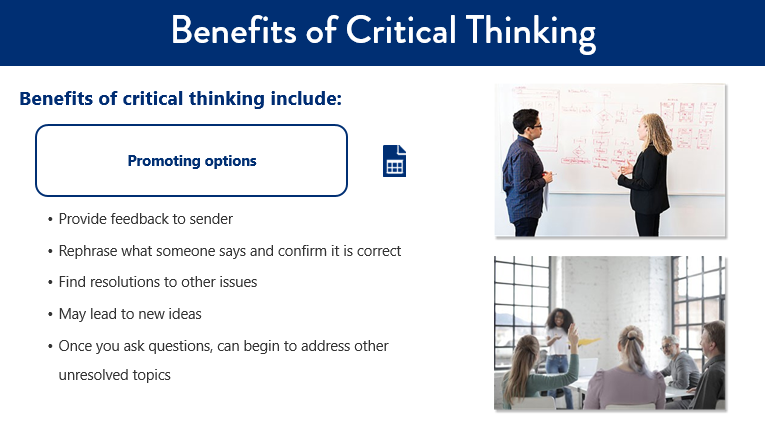 Benefits of Critical Thinking
Benefits of critical thinking include:
Promoting options
• Provide feedback to sender
• Rephrase what someone says and confirm it is correct
• Find resolutions to other issues
• May lead to new ideas
• Once you ask questions, can begin to address other
unresolved topics